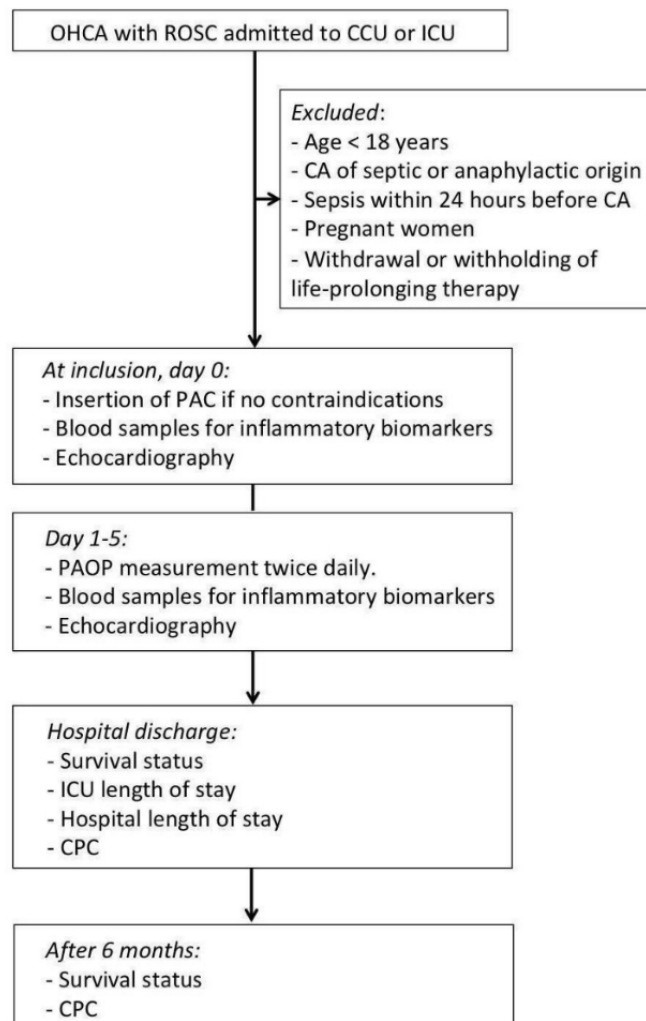 OHCA with ROSC admitted to CCU or ICU
Excluded:
- Age < 18 years
- CA of septic or anaphylactic origin
- Sepsis within 24 hours before CA
- Pregnant women
- Withdrawal or withholding of
life-prolonging therapy
At inclusion, day 0:
- Insertion of PAC if no contraindications
- Blood samples for inflammatory biomarkers
- Echocardiography
Day 1-5:
- PAOP measurement twice daily.
- Blood samples for inflammatory biomarkers
- Echocardiography
Hospital discharge:
- Survival status
- ICU length of stay
- Hospital length of stay
- CPC
After 6 months:
- Survival status
- CPC